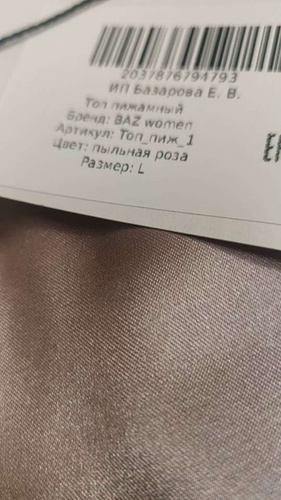 2037876794793
ИП Базарова Е. В.
Топ пижамный
Бренд: BAZ women
Артикул: Топ_пиж_1
Цвет: пыльная роза
Размер: L